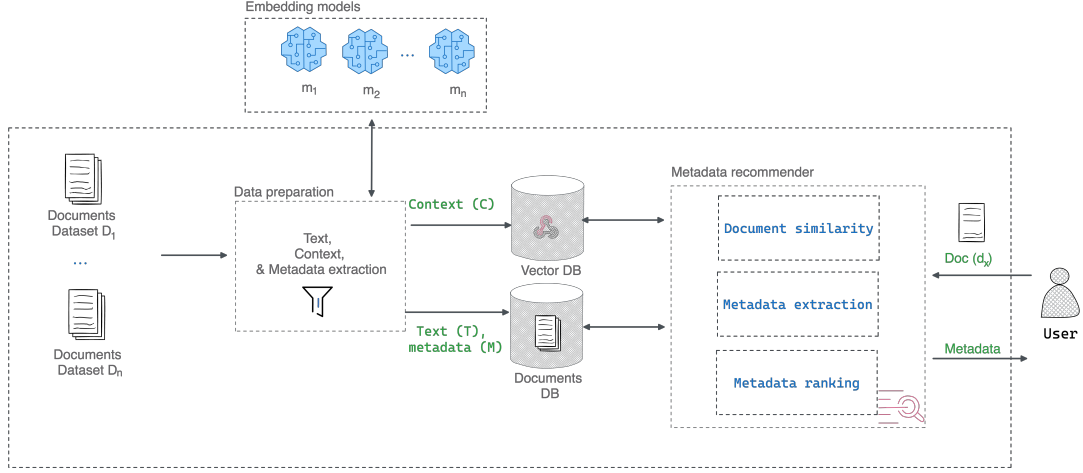 Embedding models
m1
m2
...
mn
Documents
Dataset D1
...
Documents
Dataset Dn
Data preparation
Text,
Context,
& Metadata extraction
Context (C)
Text (T),
metadata (M)
Vector DB
Documents
DB
Metadata recommender
Document similarity
Metadata extraction
Metadata ranking
Doc (dx)
User
Metadata